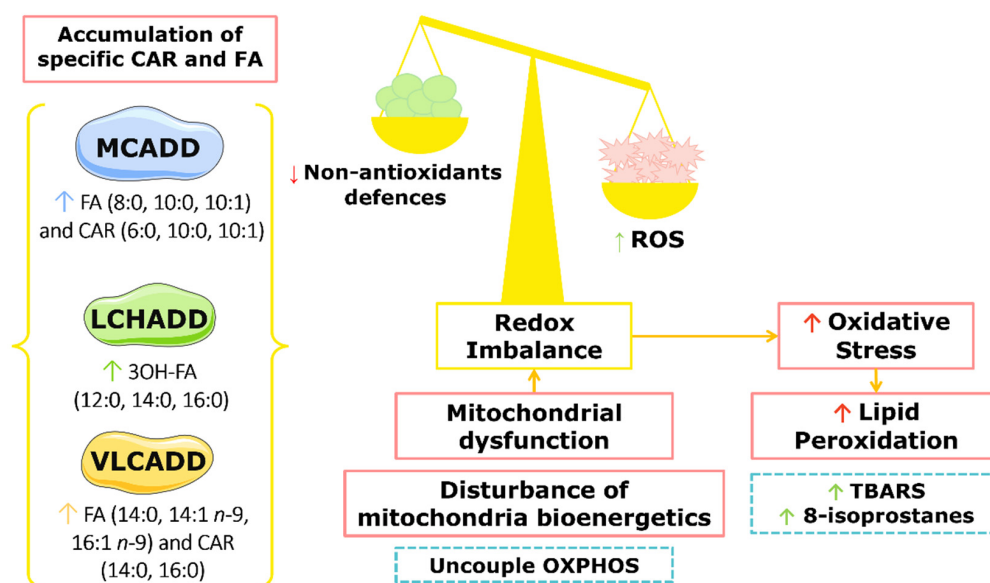 Accumulation of
specific CAR and FA
MCADD
↑ FA (8:0, 10:0, 10:1)
and CAR (6:0, 10:0, 10:1)
LCHADD
↑ 3OH-FA
(12:0, 14:0, 16:0)
VLCADD
↑ FA (14:0, 14:1 n-9,
16:1 n-9) and CAR
(14:0, 16:0)
↓ Non-antioxidants
defences
↑ ROS
Redox
Imbalance
↑ Oxidative
Stress
Mitochondrial
dysfunction
↑ Lipid
Peroxidation
Disturbance of
mitochondria bioenergetics
↑ TBARS
↑ 8-isoprostanes
Uncouple OXPHOS